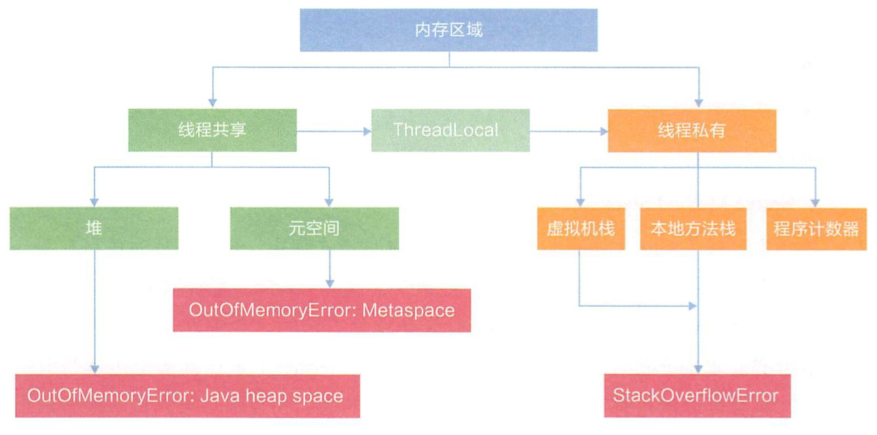 内存区域
线程共享
ThreadLocal
线程私有
堆
元空间
虚拟机栈
本地方法栈
程序计数器
OutOfMemoryError: Metaspace
OutOfMemoryError: Java heap space
StackOverflowError